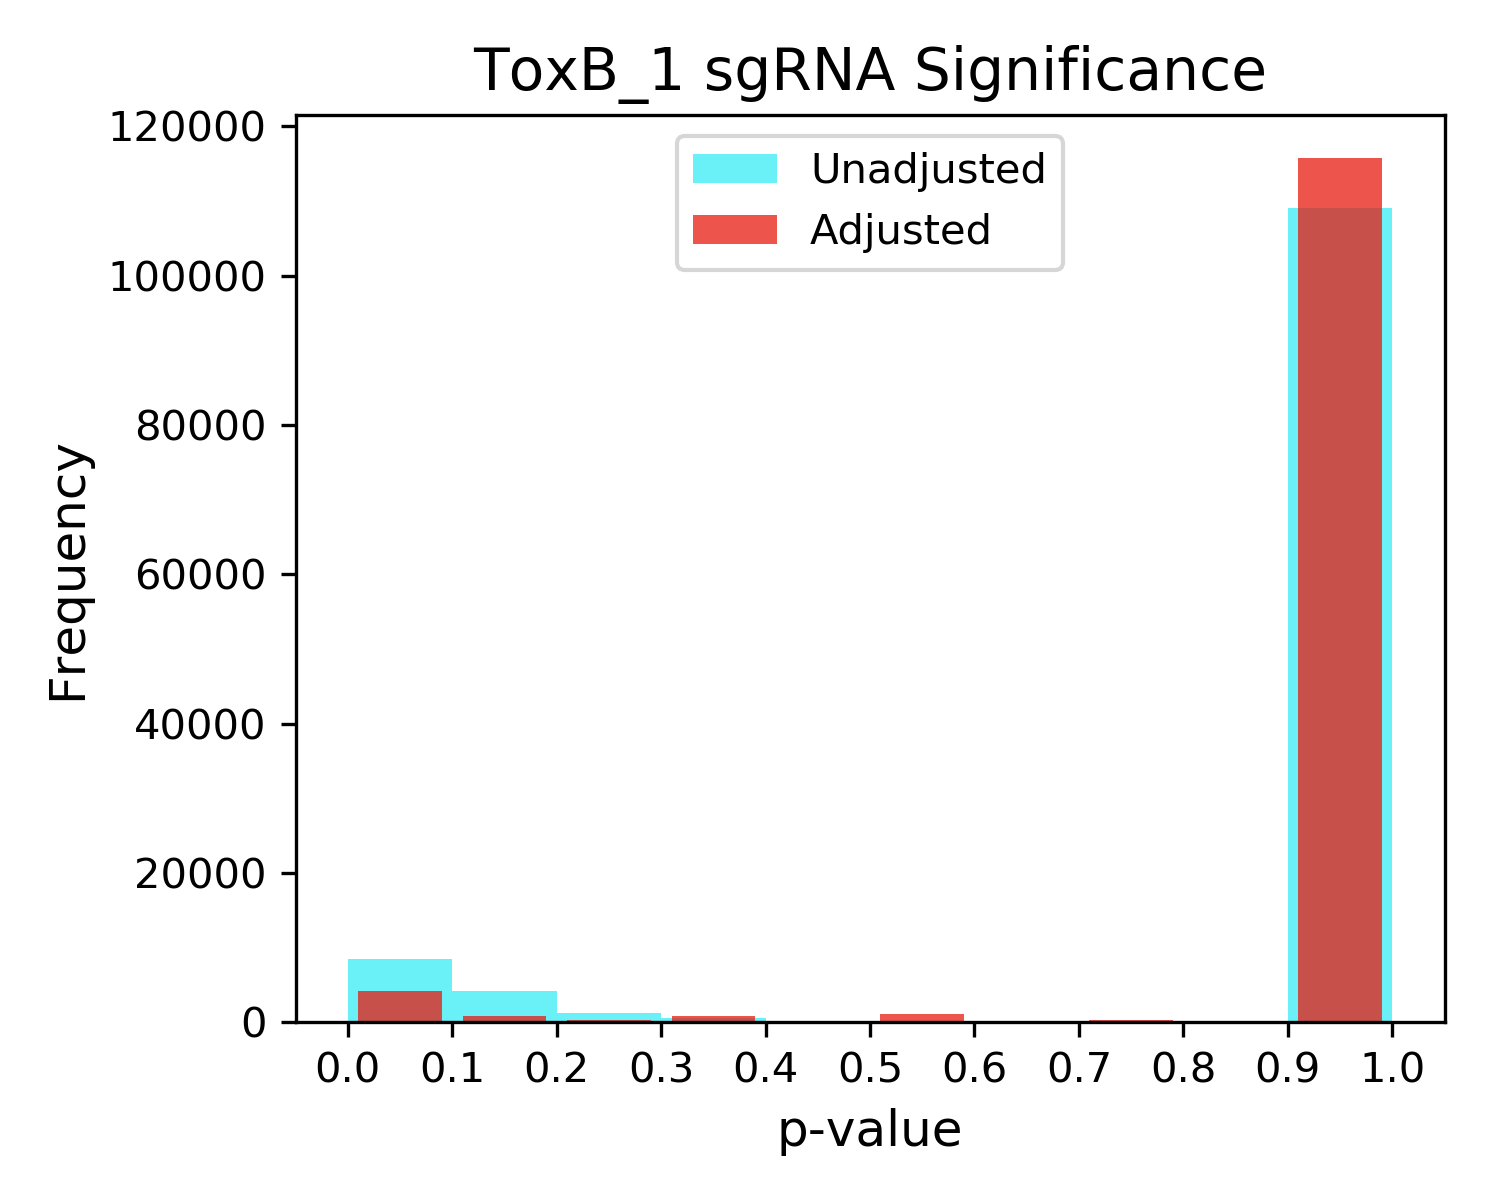 ToxB_1 sgRNA Significance
Unadjusted
Adjusted
Frequency
120000
100000
80000
60000
40000
20000
0
0.0 0.1 0.2 0.3 0.4 0.5 0.6 0.7 0.8 0.9 1.0
p-value